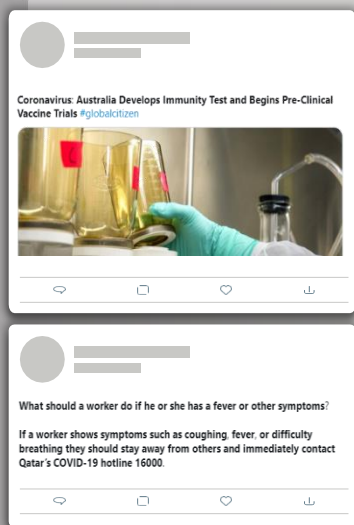 Coronavirus: Australia Develops Immunity Test and Begins Pre-Clinical
Vaccine Trials #globalcitizen
What should a worker do if he or she has a fever or other symptoms?
If a worker shows symptoms such as coughing, fever, or difficulty
breathing they should stay away from others and immediately contact
Qatar's COVID-19 hotline 16000.